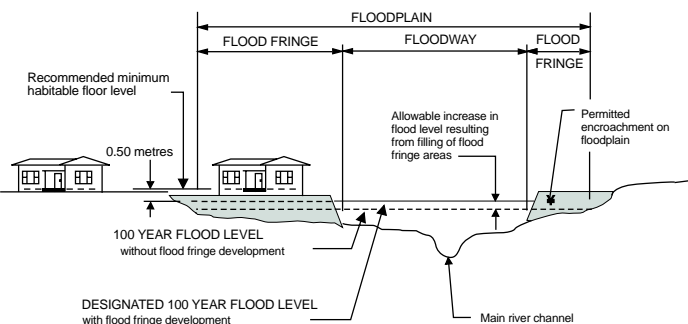 FLOODPLAIN
FLOOD FRINGE
FLOODWAY
FLOOD
FRINGE
Recommended minimum
habitable floor level
0.50 metres
Allowable increase in
flood level resulting
from filling of flood
fringe areas
Permitted
encroachment on
floodplain
100 YEAR FLOOD LEVEL
without flood fringe development
DESIGNATED 100 YEAR FLOOD LEVEL
with flood fringe development
Main river channel